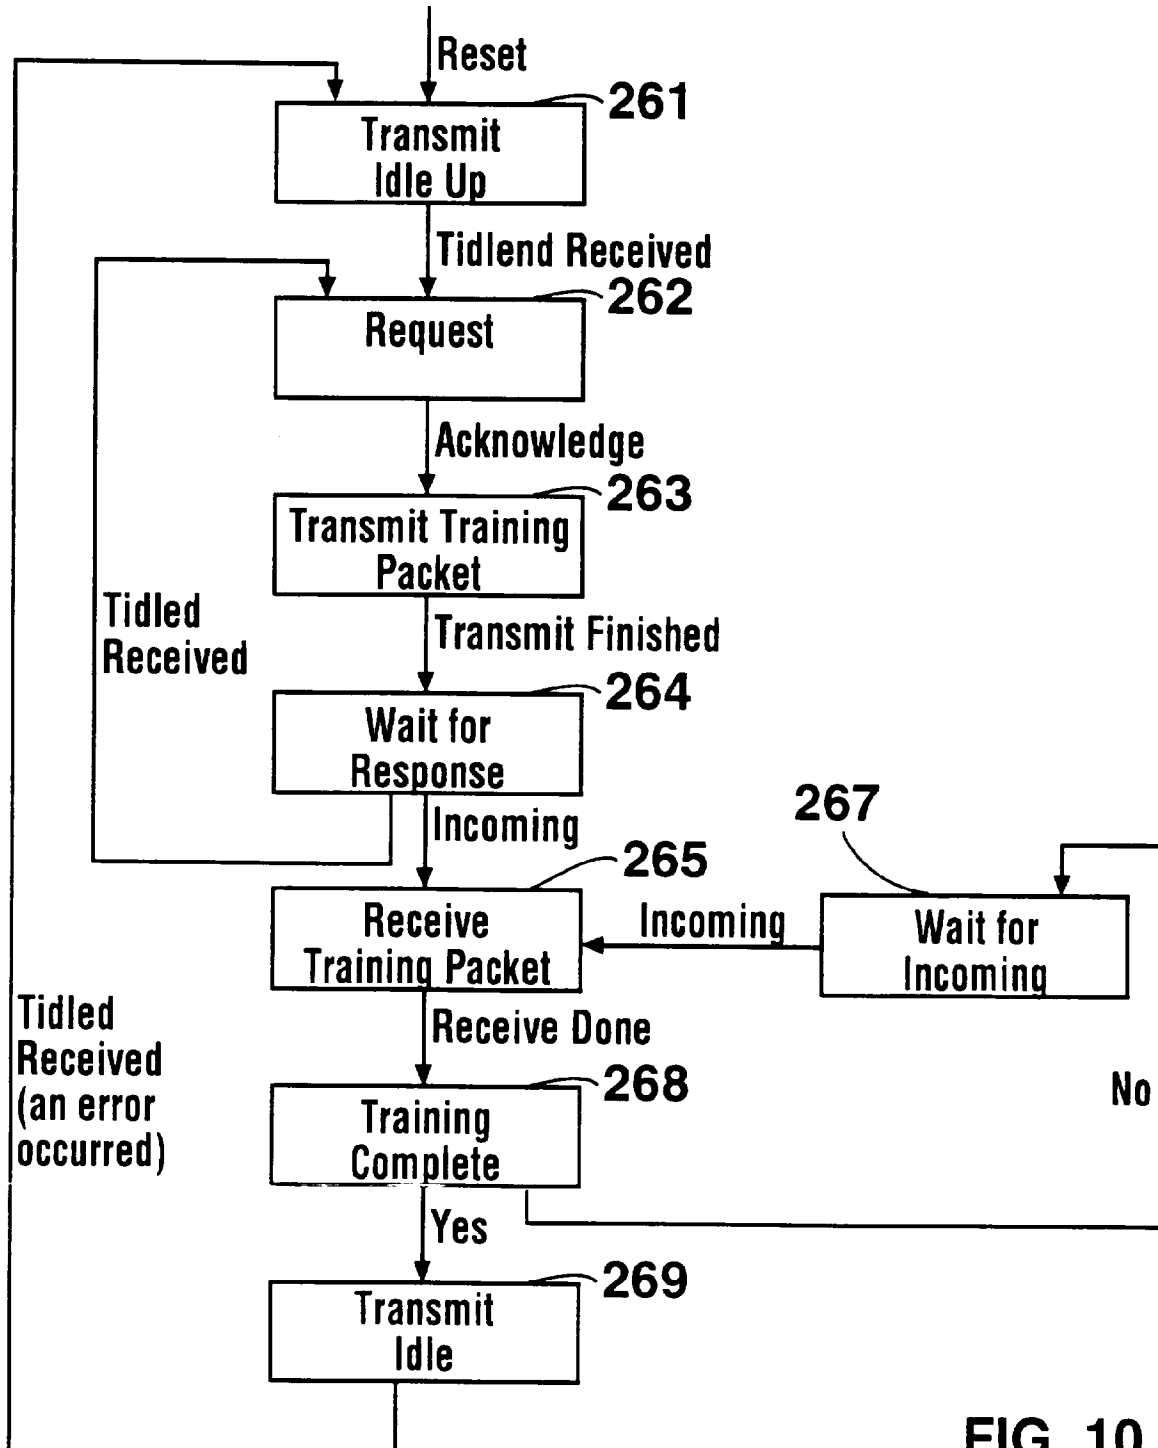 Reset
261
Transmit
Idle Up
Tidlend Received
262
Request
Acknowledge
263
Transmit Training
Packet
Tidled
Received
Transmit Finished
264
Wait for
Response
Incoming
267
265
Receive
Training Packet
Incoming
Wait for
Incoming
Tidled
Received
(an error
occurred)
Receive Done
268
Training
Complete
No
Yes
269
Transmit
Idle
FIG. 10